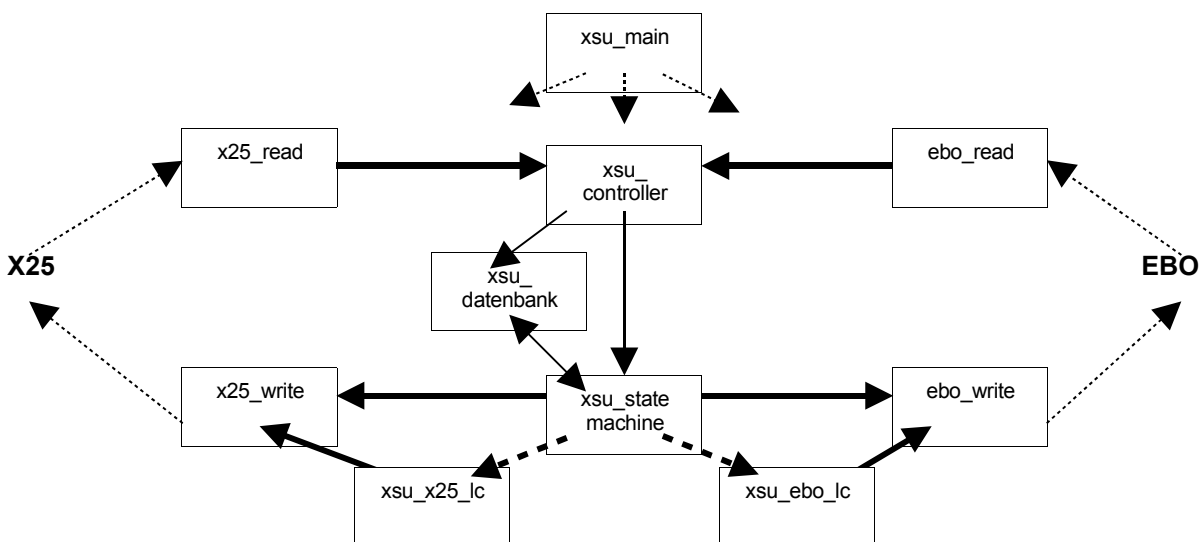 xsu_main
x25_read
xsu_
controller
ebo_read
X25
xsu_
datenbank
EBO
x25_write
xsu_state
machine
ebo_write
xsu_x25_lc
xsu_ebo_lc